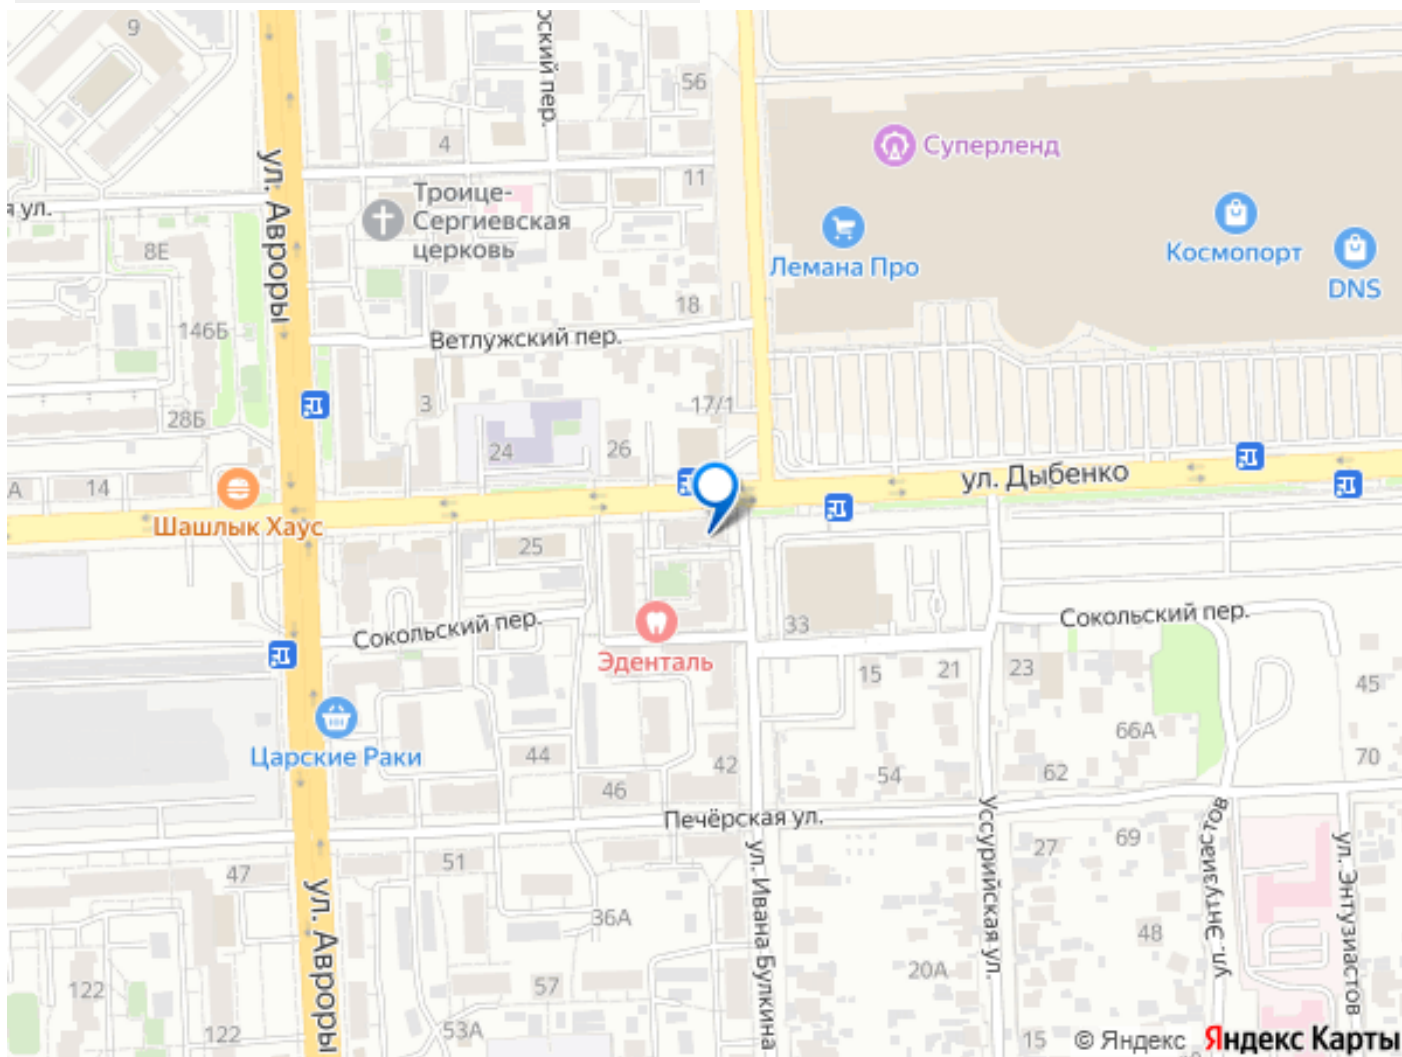 9
рский пер.
56
4
Суперленд
ул. Авроры
11
Троице-
Сергиевская
церковь
я ул.
8Е
Лемана Про
Космопорт
DNS
18
146Б
Ветлужский пер.
3
17/1
28Б
24
26
А
14
ул. Дыбенко
Шашлык Хаус
25
Сокольский пер.
33
Сокольский пер.
Эденталь
15
21
23
45
66А
Царские Раки
44
42
70
54
62
46
Печёрская ул.
Уссурийская ул.
ул. Энтузиастов
ул. Энтузиастов
ул. Ивана Булкина
27
69
51
47
ул. Авроры
36А
48
20А
57
122
122
53А
15
© Яндекс
Яндекс Карты